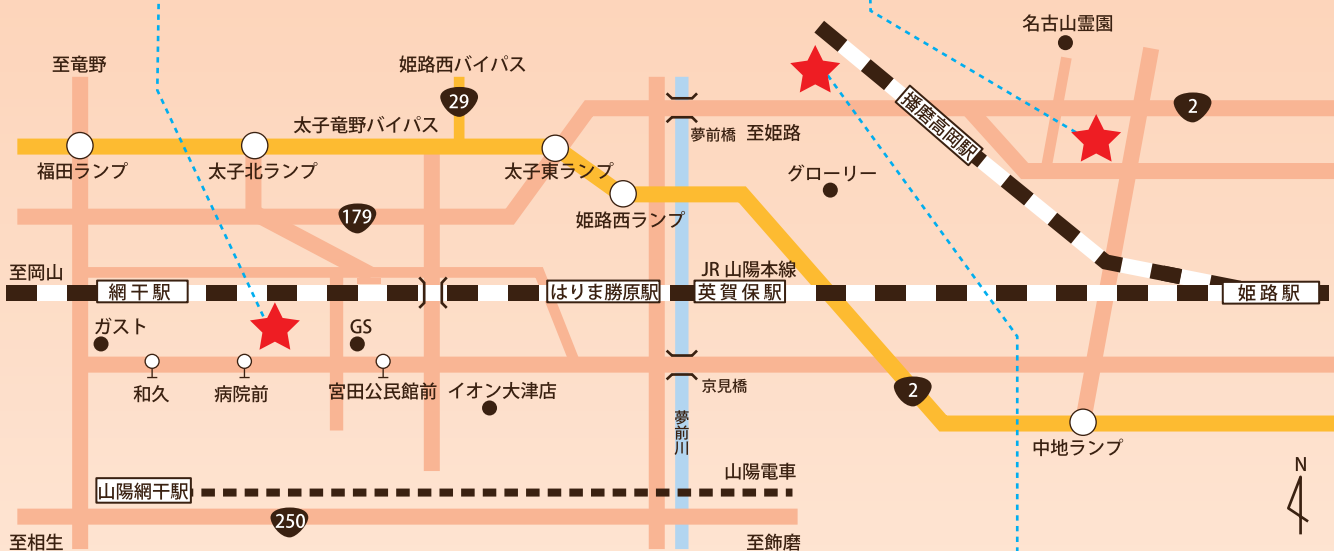 名古山霊園
至竜野
姫路西バイパス
29
2
太子竜野バイパス
夢前橋
至姫路
播磨高岡駅
福田ランプ
太子北ランプ
太子東ランプ
グローリー
179
姫路西ランプ
至岡山
JR 山陽本線
網干駅
はりま勝原駅
英賀保駅
姫路駅
ガスト
GS
和久
病院前
宮田公民館前
イオン大津店
京見橋
2
夢前川
中地ランプ
山陽電車
N
山陽網干駅
250
至相生
至飾磨